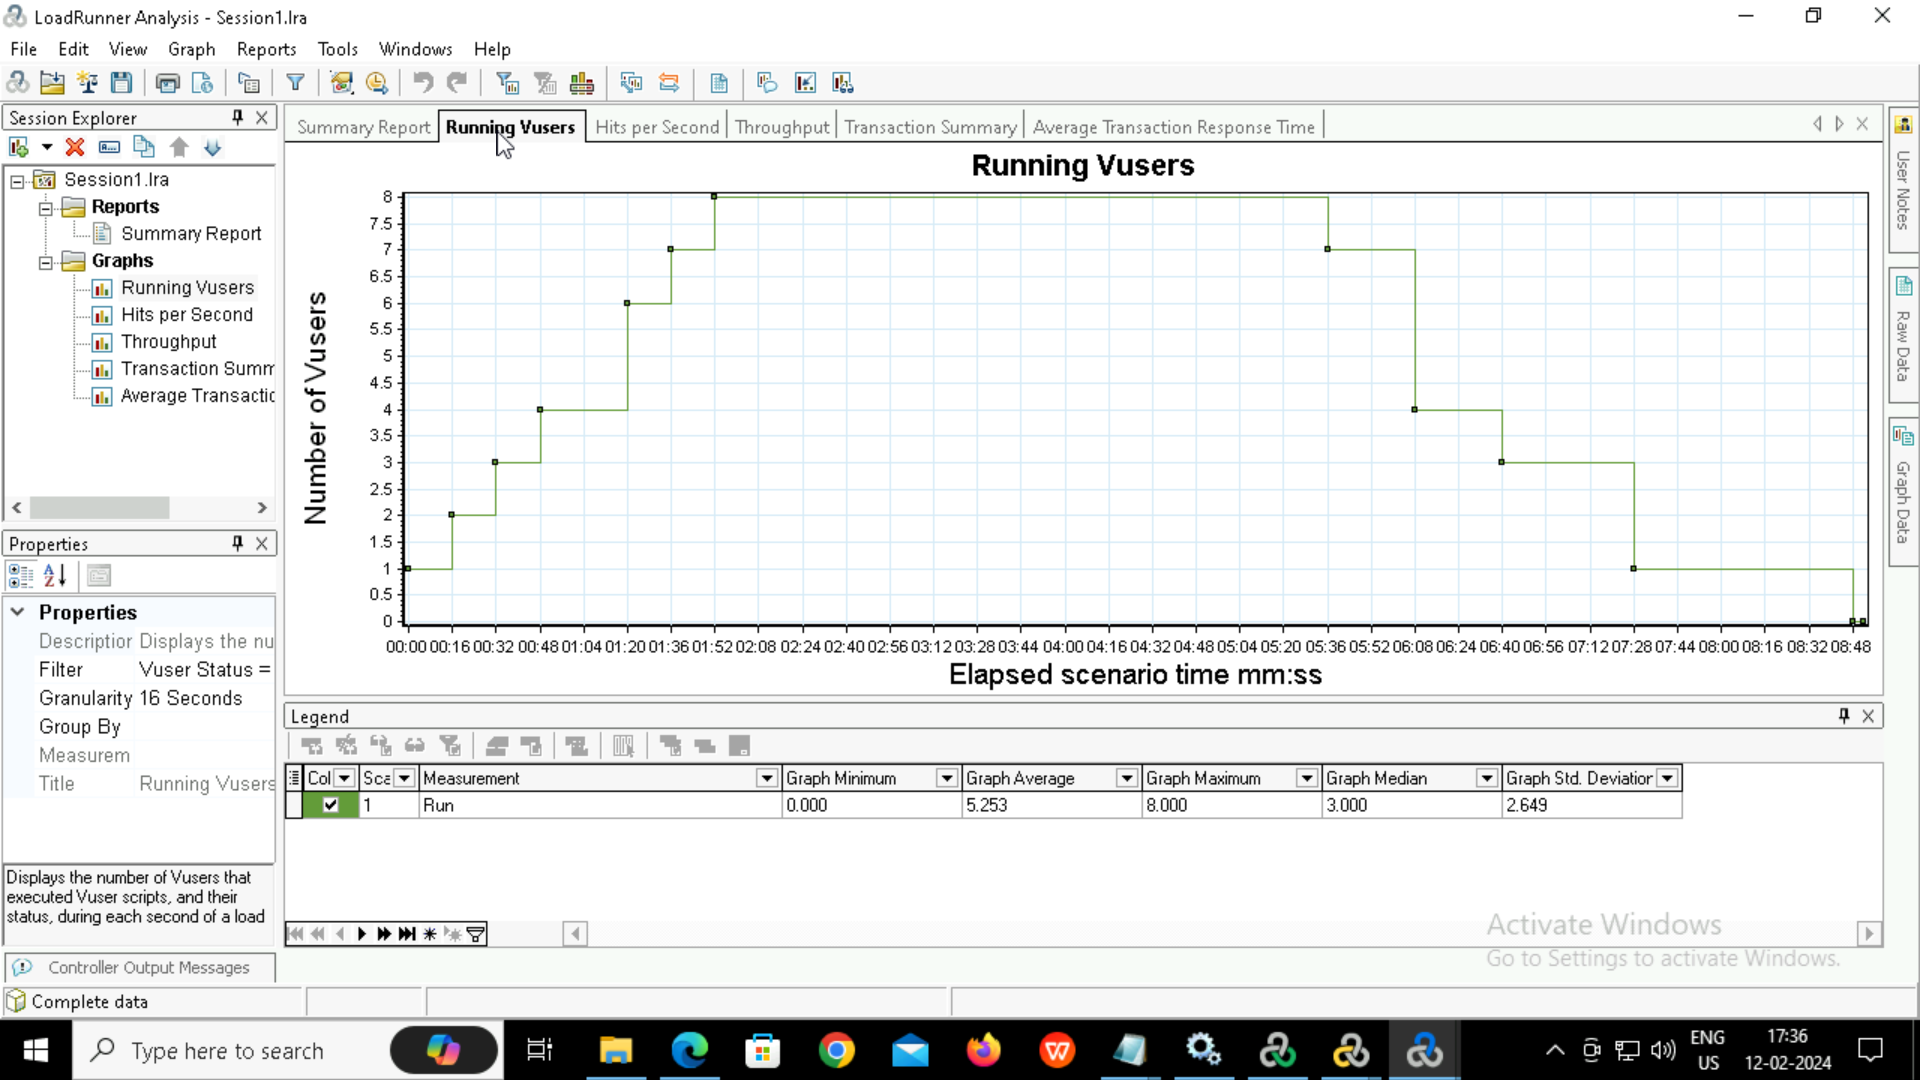 LoadRunner Analysis - Session1.lra
File Edit View Graph Reports Tools Windows Help
Session Explorer
Session1.lra
Reports
Summary Report
Graphs
Running Vusers
Hits per Second
Throughput
Transaction Summ
Average Transactic
Properties
Properties
Descriptior Displays the nu
Filter Vuser Status =
Granularity 16 Seconds
Group By
Measurem
Title Running Vusers
Displays the number of Vusers that
executed Vuser scripts, and their
status, during each second of a load
Controller Output Messages
Complete data
Summary Report Running Vusers Hits per Second Throughput Transaction Summary Average Transaction Response Time
Running Vusers
Number of Vusers
8
7.5
7
6.5
6
5.5
5
4.5
4
3.5
3
2.5
2
1.5
1
0.5
0
00:00 00:16 00:32 00:48 01:04 01:20 01:36 01:52 02:08 02:24 02:40 02:56 03:12 03:28 03:44 04:00 04:16 04:32 04:48 05:04 05:20 05:36 05:52 06:08 06:24 06:40 06:56 07:12 07:28 07:44 08:00 08:16 08:32 08:48
Elapsed scenario time mm:ss
Legend
Col Sca Measurement Graph Minimum Graph Average Graph Maximum Graph Median Graph Std. Deviatior
1 Run 0.000 5.253 8.000 3.000 2.649
User Notes
Raw Data
Graph Data
Activate Windows
Go to Settings to activate Windows.
Type here to search
ENG
US
17:36
12-02-2024